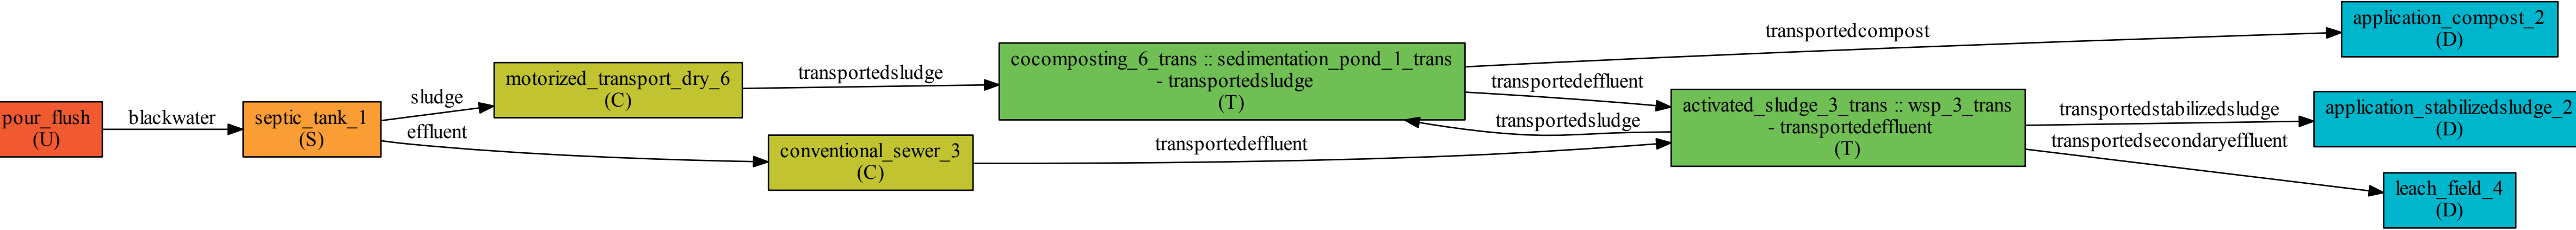 pour_flush
(U)
blackwater
septic_tank_1
(S)
sludge
effluent
motorized_transport_dry_6
(C)
conventional_sewer_3
(C)
transportedsludge
transportedeffluent
cocomposting_6_trans :: sedimentation_pond_1_trans
- transportedsludge
(T)
transportedcompost
transportedeffluent
transportedsludge
activated_sludge_3_trans :: wsp_3_trans
- transportedeffluent
(T)
transportedstabilizedsludge
transportedsecondaryeffluent
application_compost_2
(D)
application_stabilizedsludge_2
(D)
leach_field_4
(D)